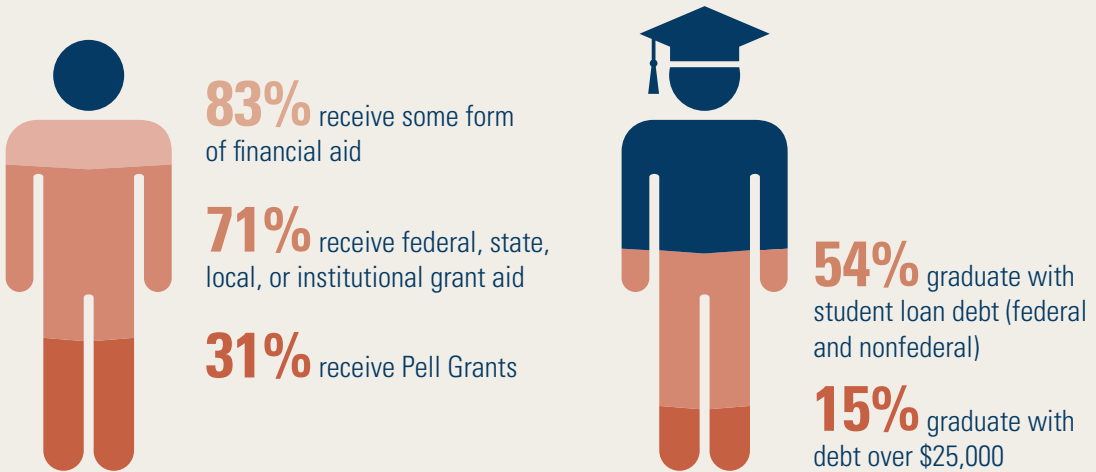 83% receive some form
of financial aid
71% receive federal, state,
local, or institutional grant aid
31% receive Pell Grants
54% graduate with
student loan debt (federal
and nonfederal)
15% graduate with
debt over $25,000